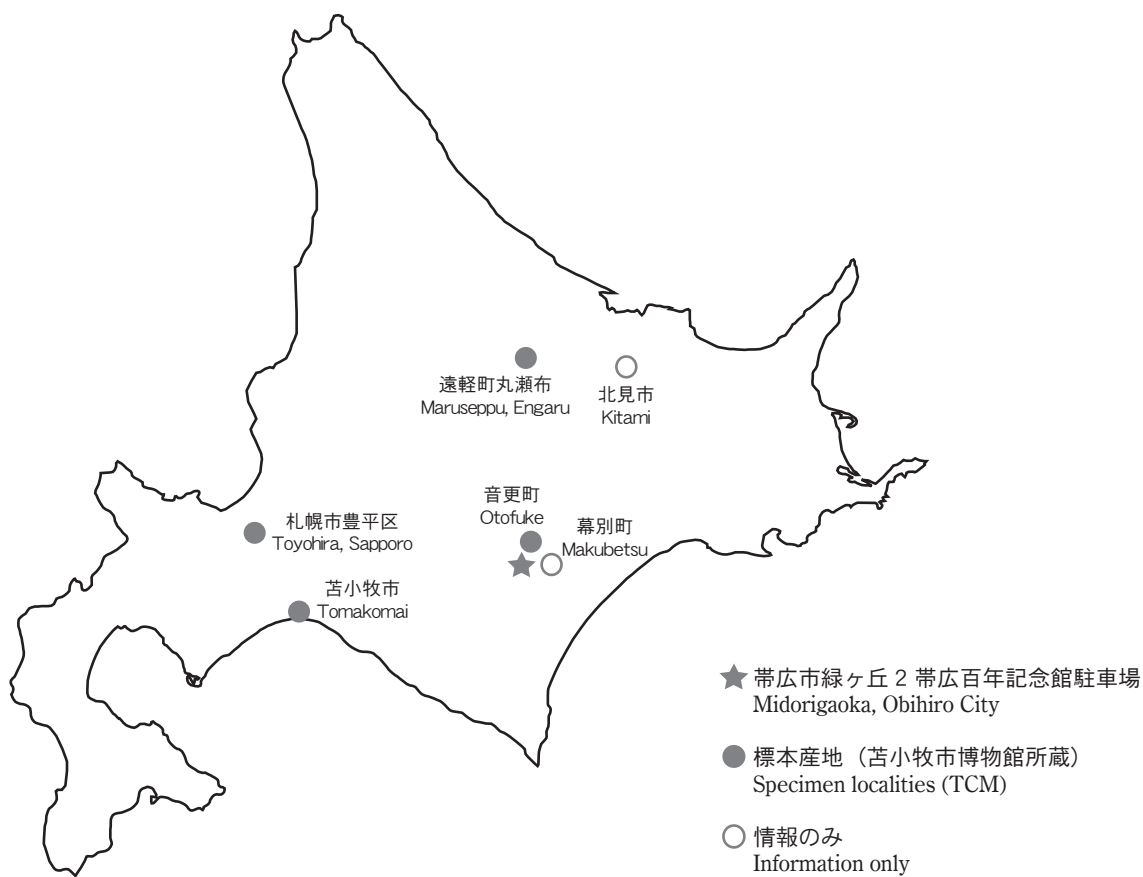 遠軽町丸瀬布
Maruseppu, Engaru
北見市
Kitami
音更町
Otofuke
幕別町
Makubetsu
札幌市豊平区
Toyohira, Sapporo
苫小牧市
Tomakomai
帯広市緑ヶ丘 2 帯広百年記念館駐車場
Midorigaoka, Obihiro City
標本産地（苫小牧市博物館所蔵）
Specimen localities (TCM)
情報のみ
Information only